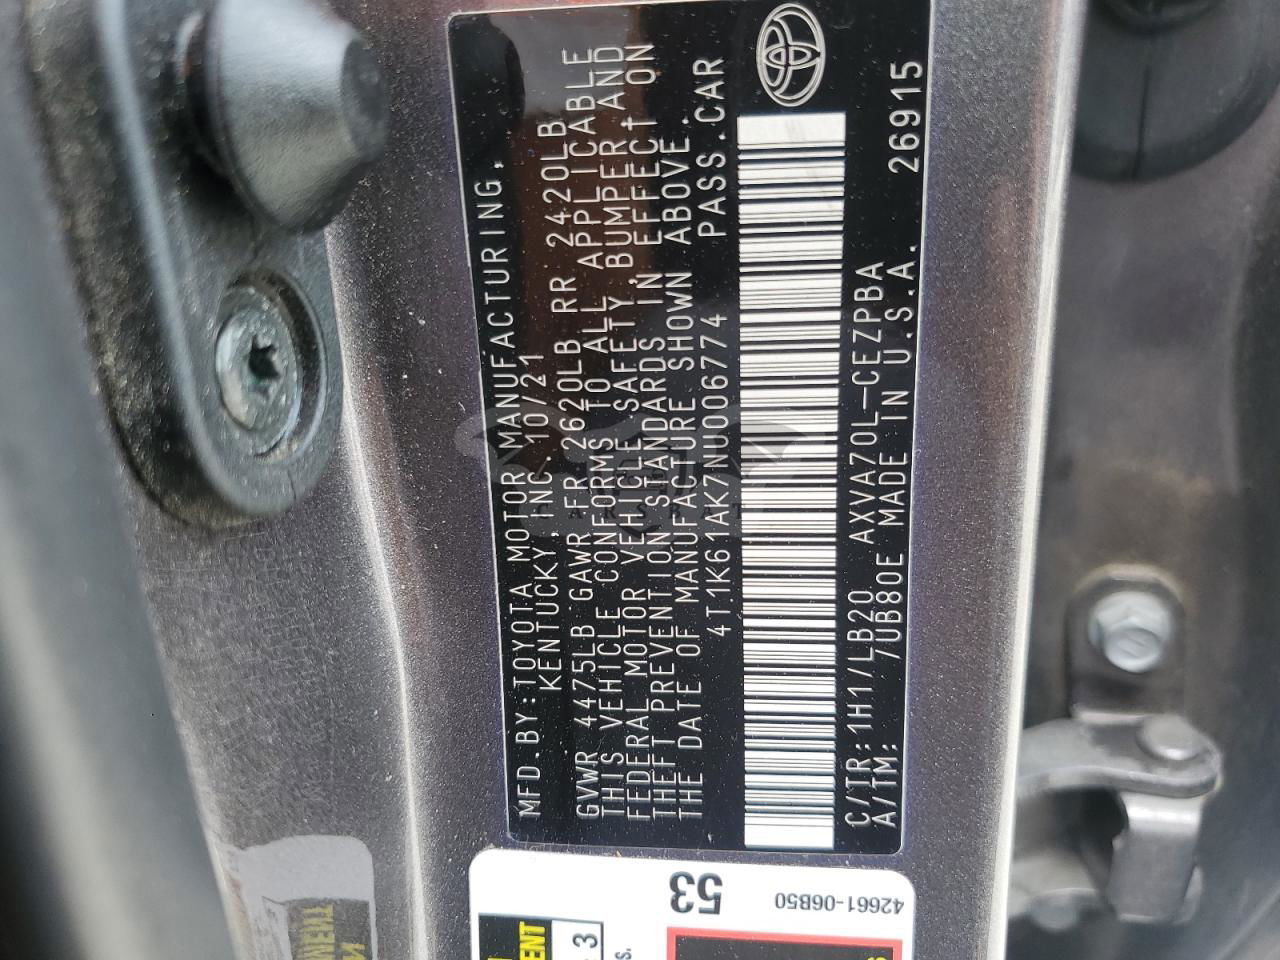 MFD.BY:TOYOTA MOTOR MANUFACTURING,
KENTUCKY, INC. 10/21
GVWR 4475LB GAWR FR 2620LB RR 2420LB
THIS VEHICLE CONFORMS TO ALL APPLICABLE
FEDERAL MOTOR VEHICLE SAFETY, BUMPER, AND
THEFT PREVENTION STANDARDS IN EFFECT ON
THE DATE OF MANUFACTURE SHOWN ABOVE.
4T1K61AK7NU006774 PASS.CAR
C/TR:1H1/LB20 AXVA70L-CEZPBA 26915
A/TM: 7UB80E MADE IN U.S.A.
53
42661-06B50